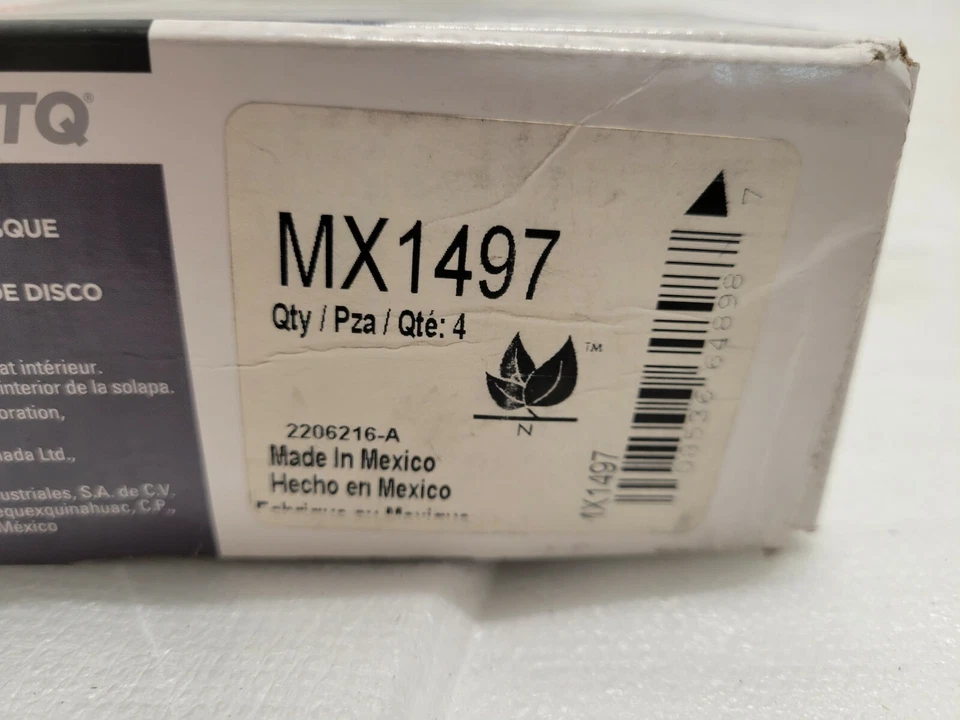 TQ®
SQUE
E DISCO
at intérieur.
interior de la solapa.
oration,
ada Ltd.,
ustriales, S.A. de C.V.
equexquinahuac, C.P.,
México
MX1497
Qty / Pza / Qté: 4
TM
N
2206216-A
Made In Mexico
Hecho en Mexico
MX1497
7